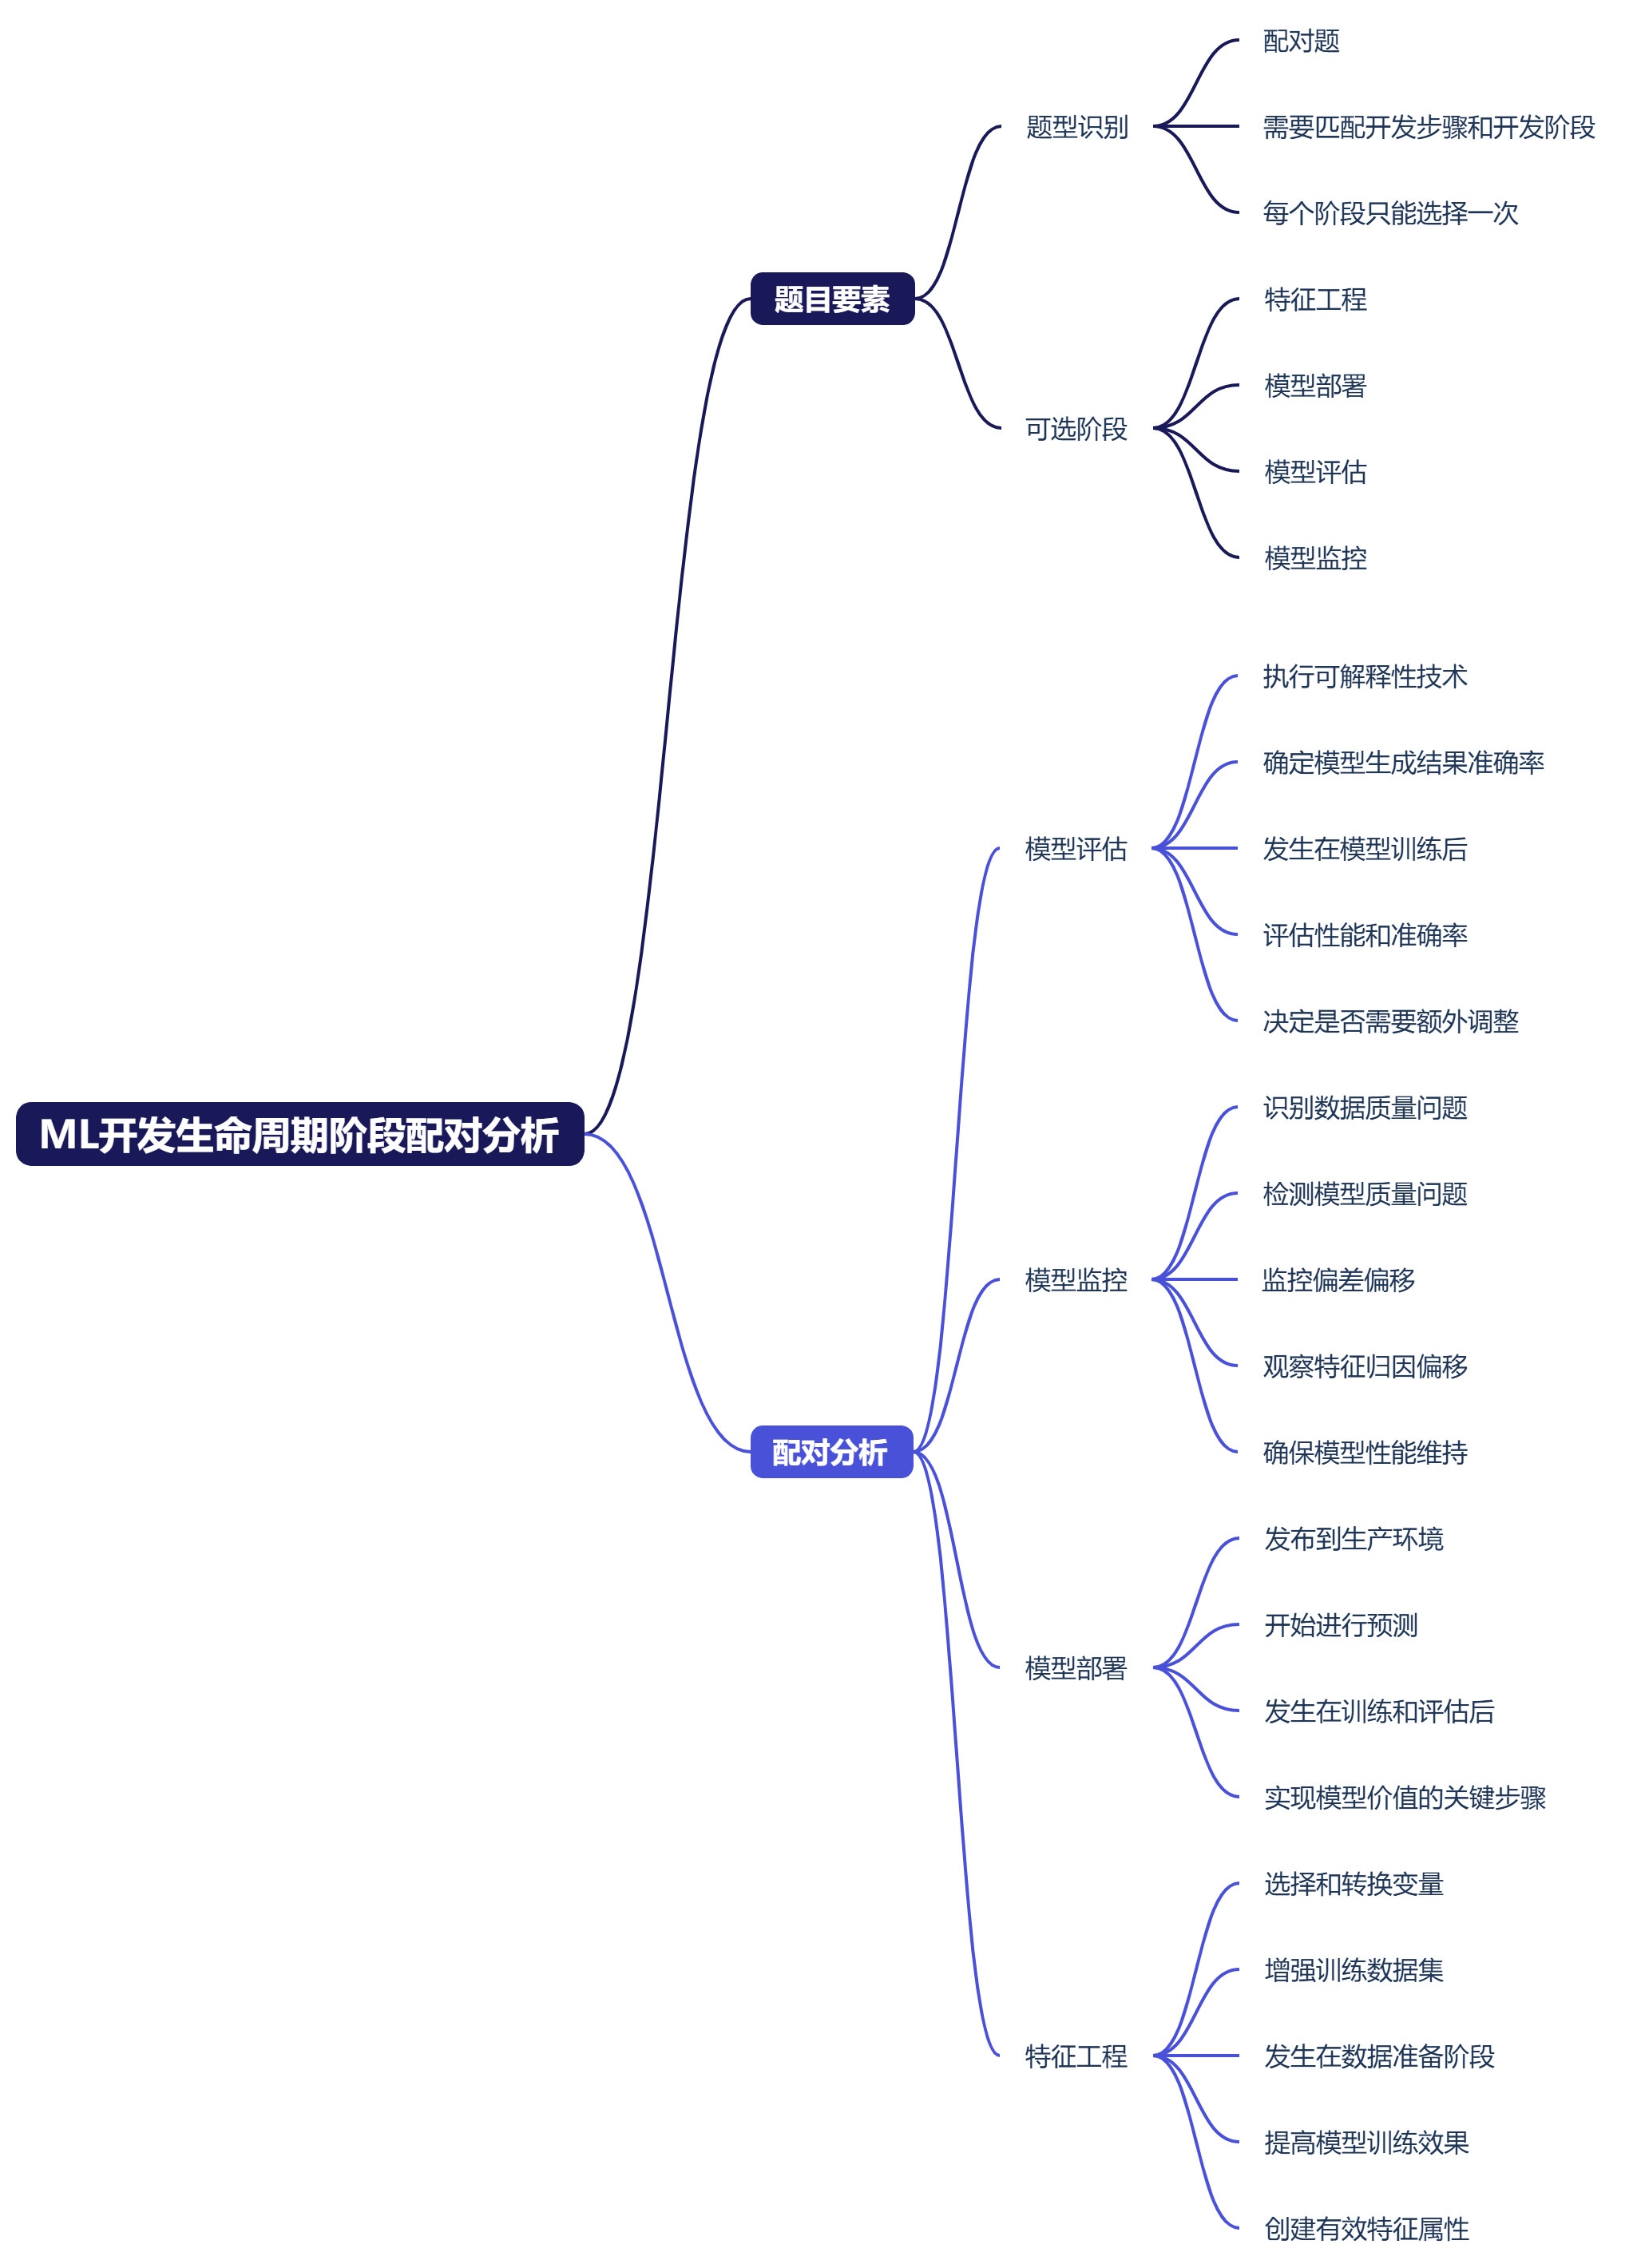 ML开发生命周期阶段配对分析
题目要素
题型识别
配对题
需要匹配开发步骤和开发阶段
每个阶段只能选择一次
可选阶段
特征工程
模型部署
模型评估
模型监控
配对分析
模型评估
执行可解释性技术
确定模型生成结果准确率
发生在模型训练后
评估性能和准确率
决定是否需要额外调整
模型监控
识别数据质量问题
检测模型质量问题
监控偏差偏移
观察特征归因偏移
确保模型性能维持
模型部署
发布到生产环境
开始进行预测
发生在训练和评估后
实现模型价值的关键步骤
特征工程
选择和转换变量
增强训练数据集
发生在数据准备阶段
提高模型训练效果
创建有效特征属性